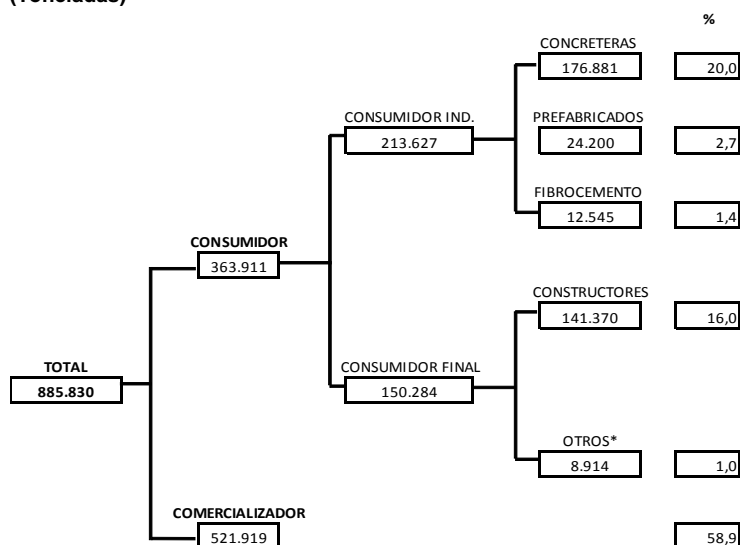 (Toneladas)
%
CONCRETERAS
176.881
20,0
CONSUMIDOR IND.
213.627
PREFABRICADOS
24.200
2,7
FIBROCEMENTO
12.545
1,4
CONSUMIDOR
363.911
CONSTRUCTORES
141.370
16,0
TOTAL
885.830
CONSUMIDOR FINAL
150.284
OTROS*
8.914
1,0
COMERCIALIZADOR
521.919
58,9